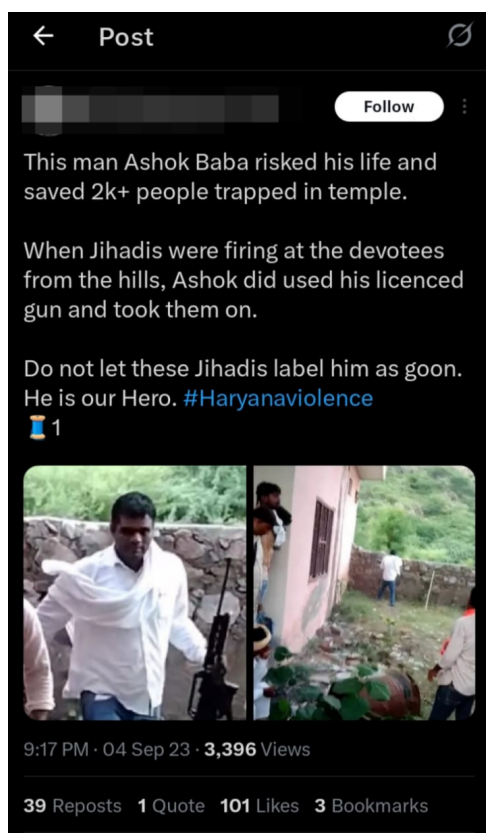 Post
Follow
This man Ashok Baba risked his life and
saved 2k+ people trapped in temple.
When Jihadis were firing at the devotees
from the hills, Ashok did used his licenced
gun and took them on.
Do not let these Jihadis label him as goon.
He is our Hero. #Haryanaviolence
🧵1
9:17 PM · 04 Sep 23 · 3,396 Views
39 Reposts 1 Quote 101 Likes 3 Bookmarks